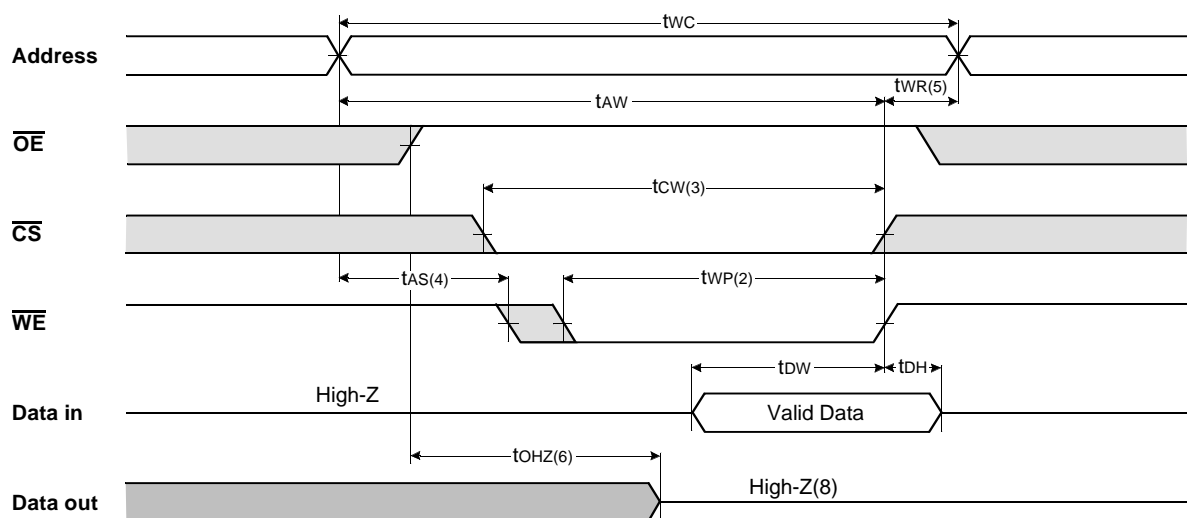 tWC
Address
tWR(5)
tAW
OE
tCW(3)
CS
tAS(4)
tWP(2)
WE
tDW
tDH
High-Z
Data in
Valid Data
tOHZ(6)
High-Z(8)
Data out